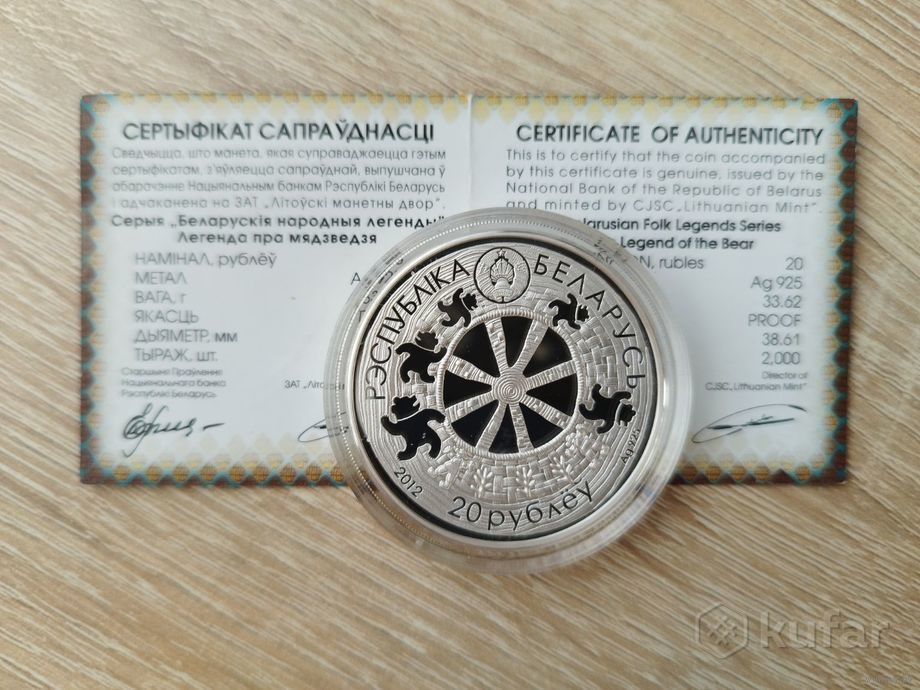 СЕРТЫФІКАТ САПРАЎДНАСЦІ
Сведчыцца, што манета, якая суправаджаецца гэтым
сертыфікатам, з'яўляецца сапраўднай, выпушчана ў
абарачэнне Нацыянальным банкам Рэспублікі Беларусь
і адчаканена на ЗАТ „Літоўскі манетны двор".
Серыя „Беларускія народныя легенды"
Легенда пра мядзведзя
НАМІНАЛ, рублёў
МЕТАЛ
ВАГА, г
ЯКАСЦЬ
ДЫЯМЕТР, мм
ТЫРАЖ, шт.
Старшыня Праўлення
Нацыянальнага банка
Рэспублікі Беларусь
ЗАТ
CERTIFICATE OF AUTHENTICITY
This is to certify that the coin accompanied
by this certificate is genuine, issued by the
National Bank of the Republic of Belarus
and minted by CJSC „Lithuanian Mint".
Folk Legends Series
Legend of the Bear
rubles 20
Ag 925
33.62
PROOF
38.61
2,000
Director of
CJSC „Lithuanian Mint"
РЭСПУБЛІКА БЕЛАРУСЬ
2012
20 рублёў
kufar